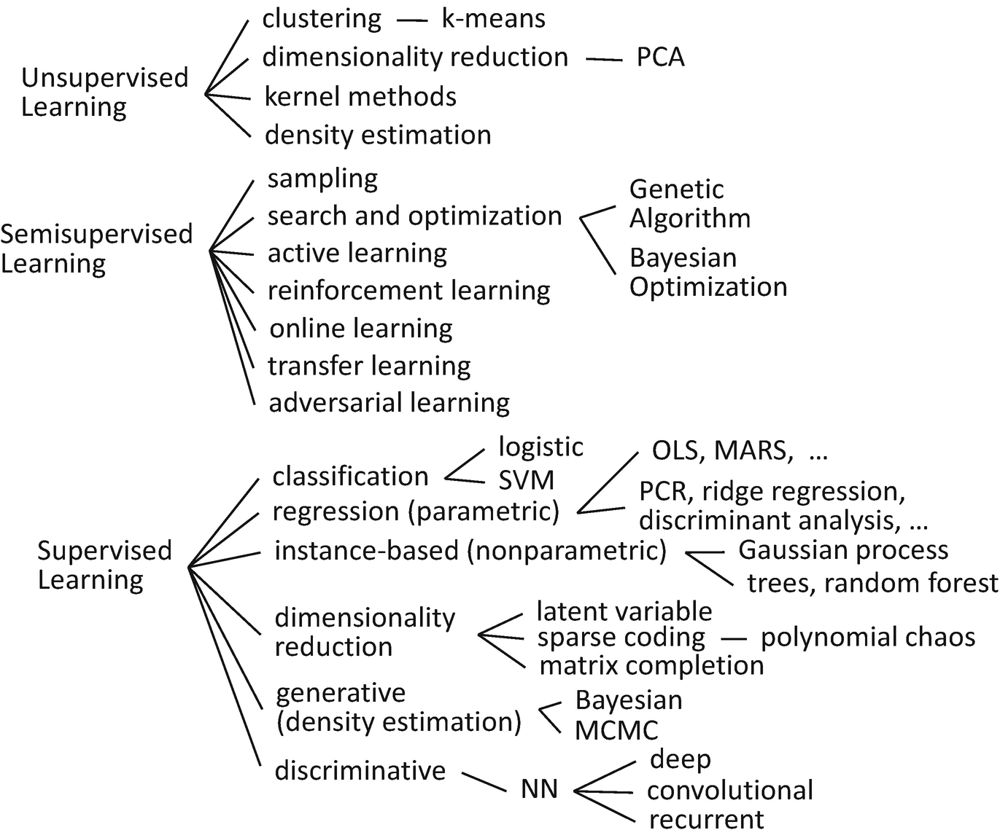 Unsupervised
Learning
clustering — k-means
dimensionality reduction — PCA
kernel methods
density estimation
Semisupervised
Learning
sampling
search and optimization
Genetic
Algorithm
Bayesian
Optimization
active learning
reinforcement learning
online learning
transfer learning
adversarial learning
Supervised
Learning
classification
logistic
SVM
regression (parametric)
OLS, MARS, ...
PCR, ridge regression,
discriminant analysis, ...
instance-based (nonparametric)
Gaussian process
trees, random forest
dimensionality
reduction
latent variable
sparse coding — polynomial chaos
matrix completion
generative
(density estimation)
Bayesian
MCMC
discriminative
NN
deep
convolutional
recurrent